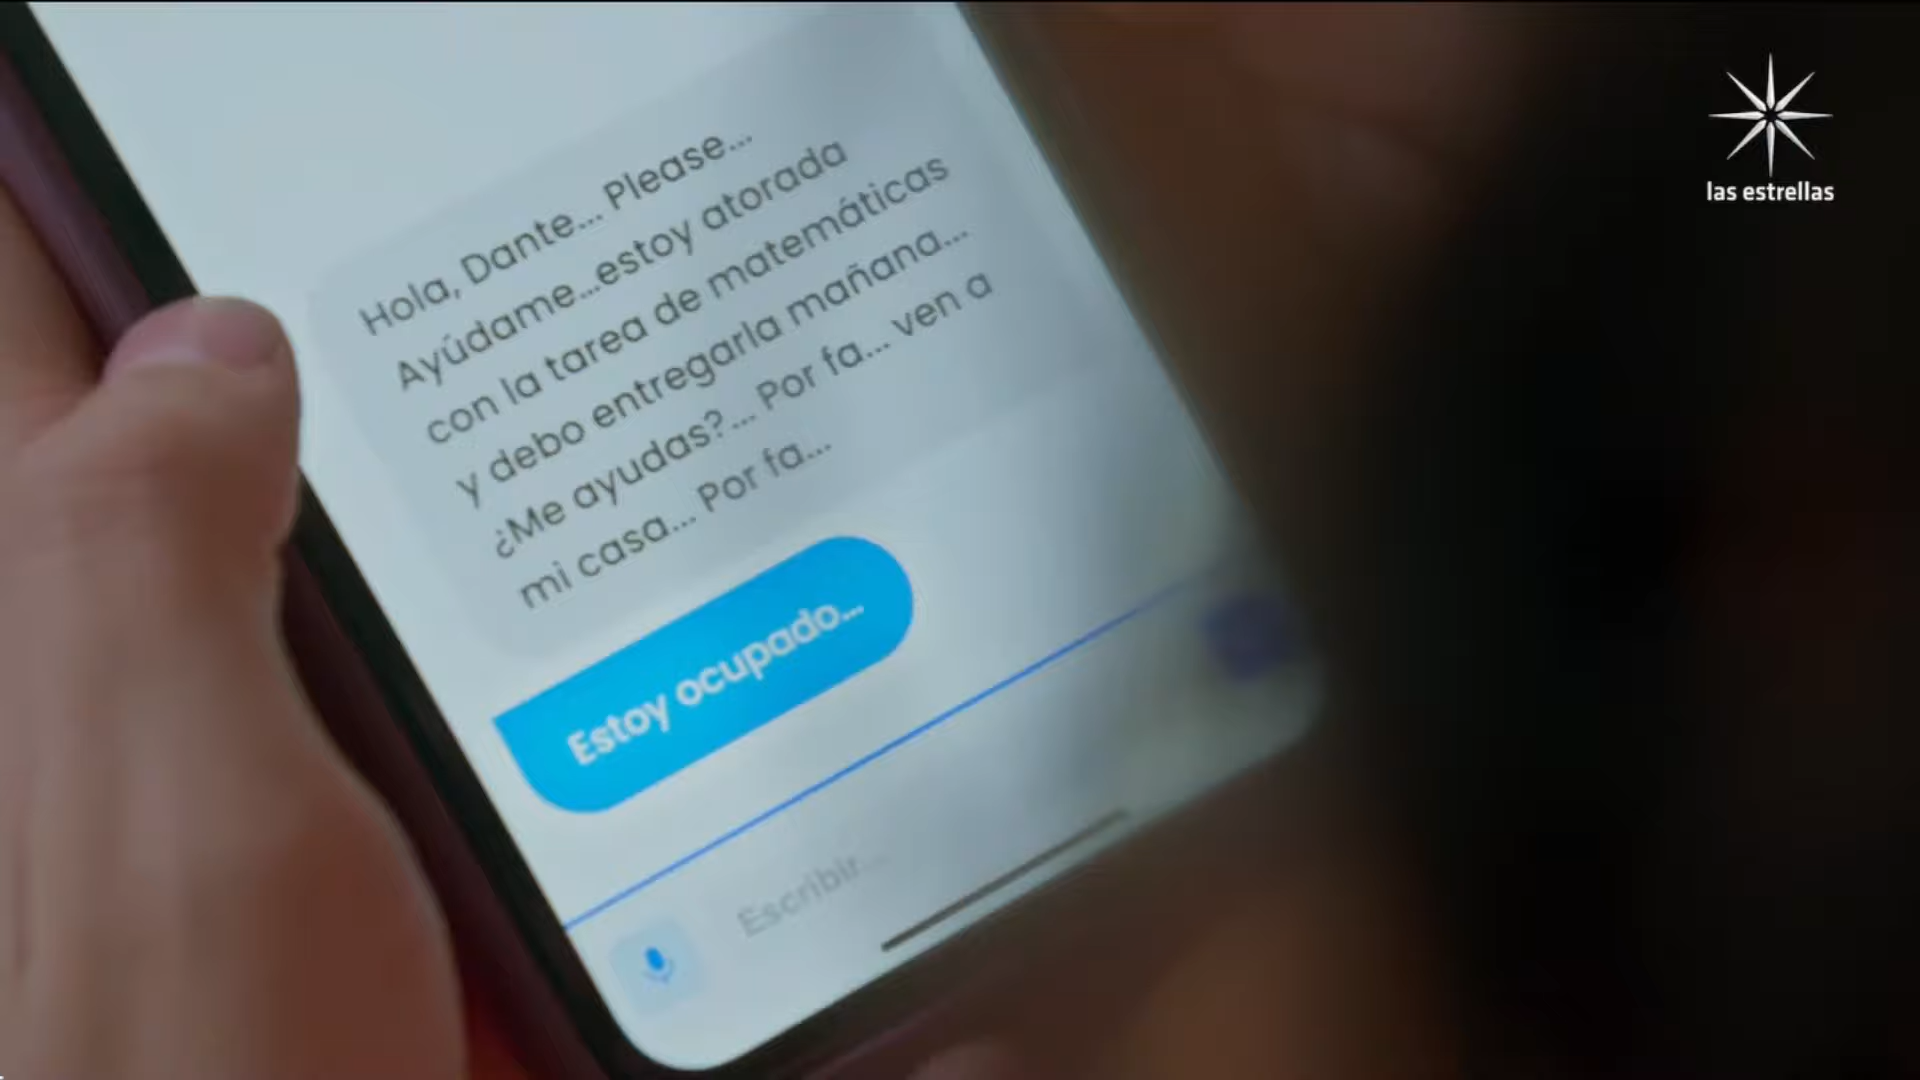 las estrellas
Hola, Dante... Please...
Ayúdame...estoy atorada
con la tarea de matemáticas
y debo entregarla mañana...
¿Me ayudas?... Por fa... ven a
mi casa... Por fa...
Estoy ocupado...
Escribir...